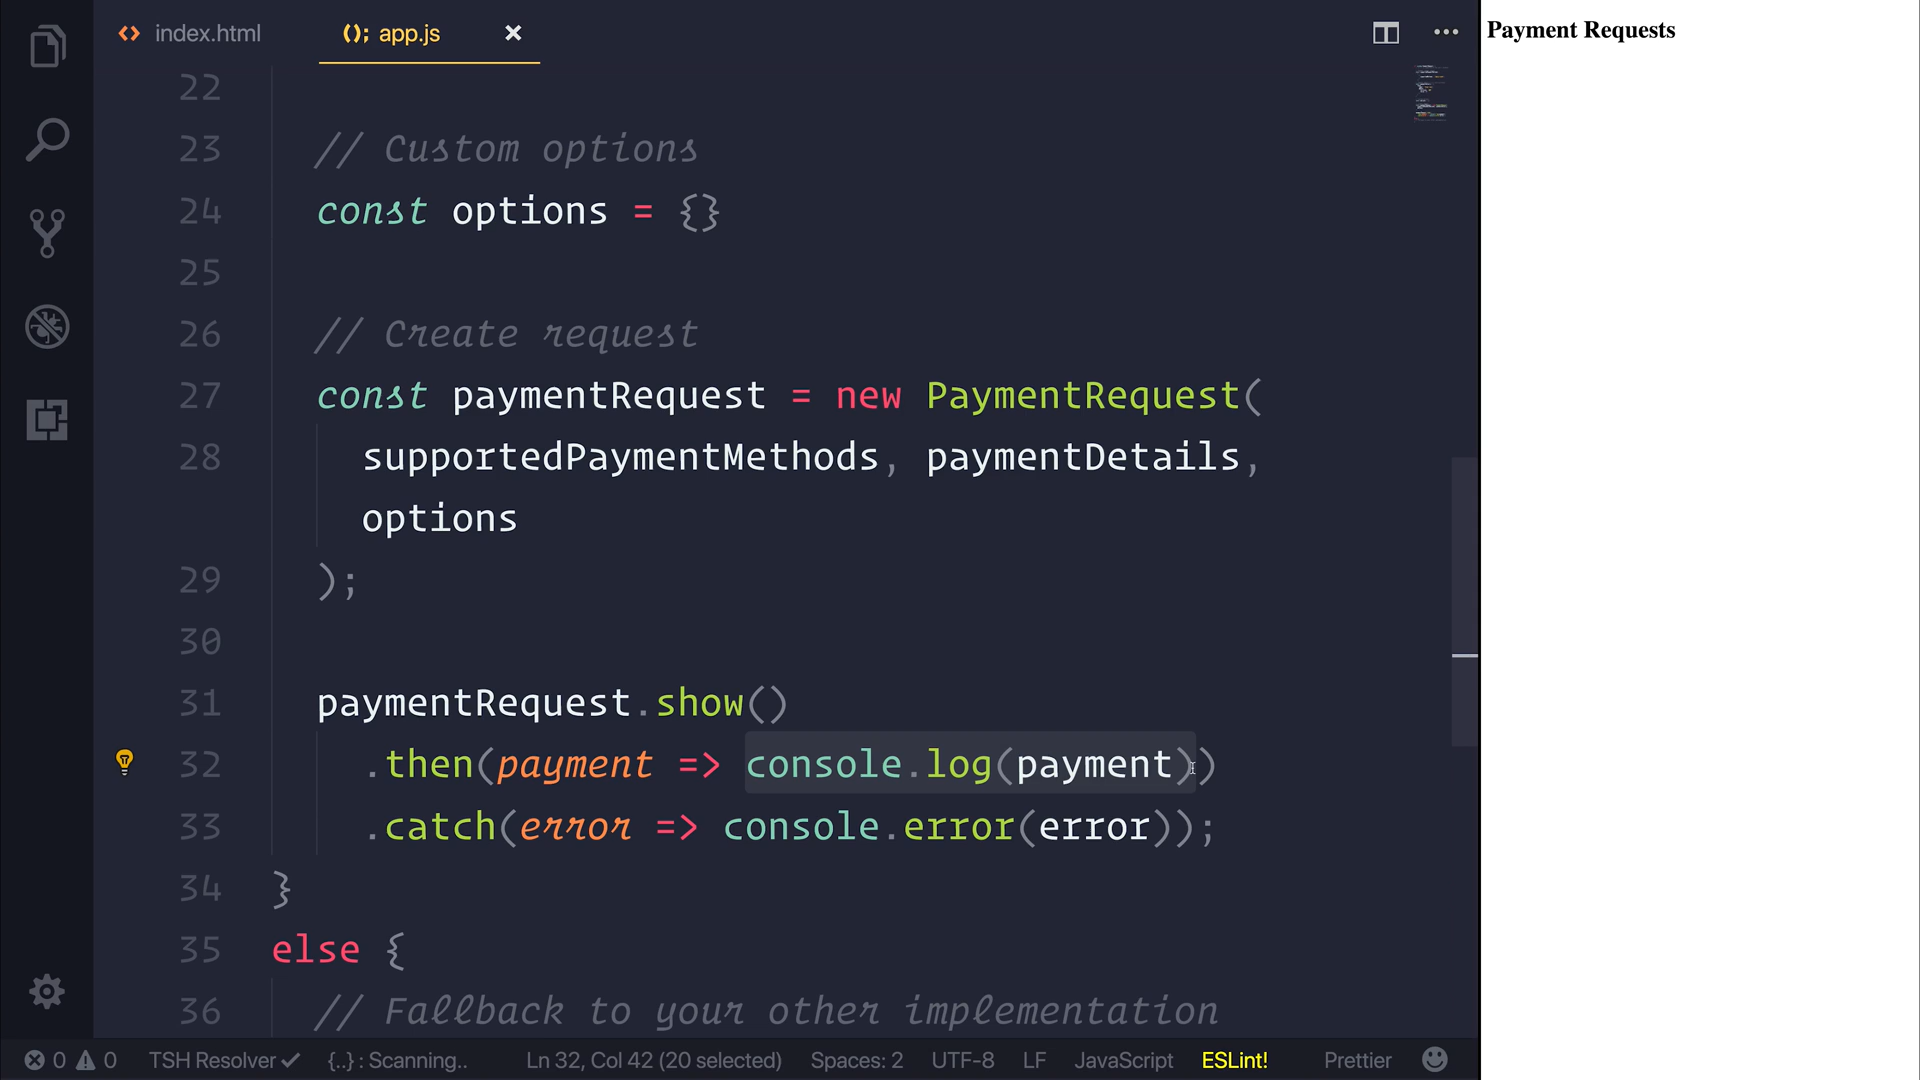 index.html
(); app.js
Payment Requests
22
23 // Custom options
24 const options = {}
25
26 // Create request
27 const paymentRequest = new PaymentRequest(
28 supportedPaymentMethods, paymentDetails,
options
29 );
30
31 paymentRequest.show()
32 .then(payment => console.log(payment))
33 .catch(error => console.error(error));
34 }
35 else {
36 // Fallback to your other implementation
0 0 TSH Resolver ✓ {..} : Scanning.. Ln 32, Col 42 (20 selected) Spaces: 2 UTF-8 LF JavaScript ESLint! Prettier